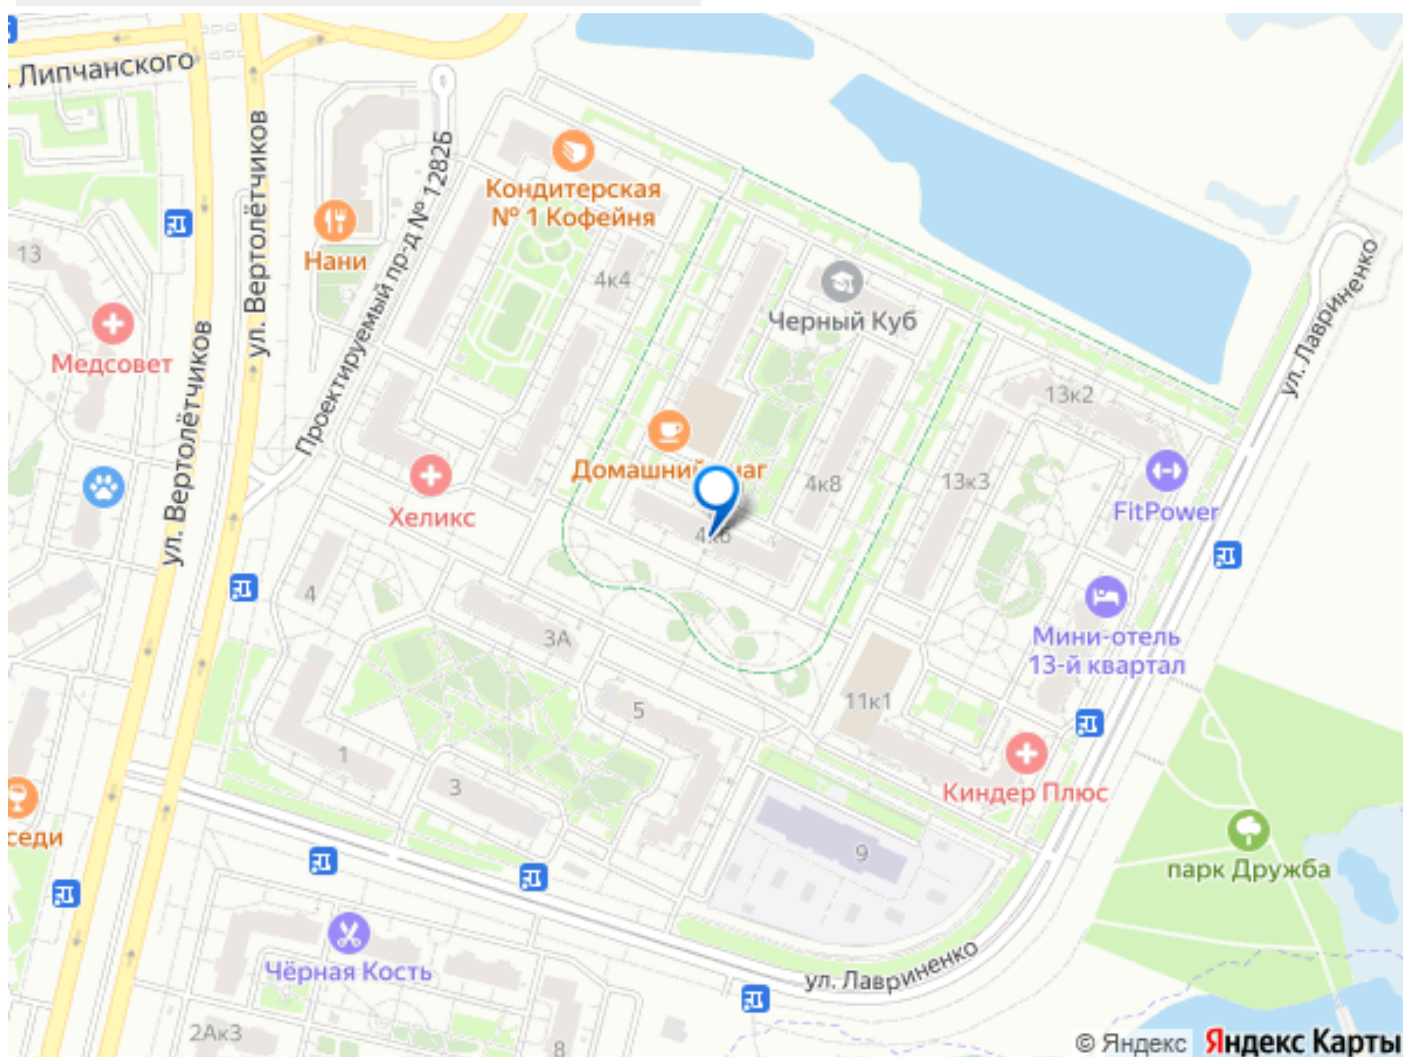 . Липчанского
ул. Вертолётчиков
Проектируемый пр-д № 1282Б
Кондитерская
№ 1 Кофейня
Нани
13
4к4
Черный Куб
ул. Лавриненко
Медсовет
ул. Вертолётчиков
13к2
Домашний
4к8
13к3
FitPower
Хеликс
4к6
4
3А
Мини-отель
13-й квартал
5
11к1
1
3
Киндер Плюс
седи
9
парк Дружба
Чёрная Кость
ул. Лавриненко
2Ак3
8
© Яндекс Яндекс Карты